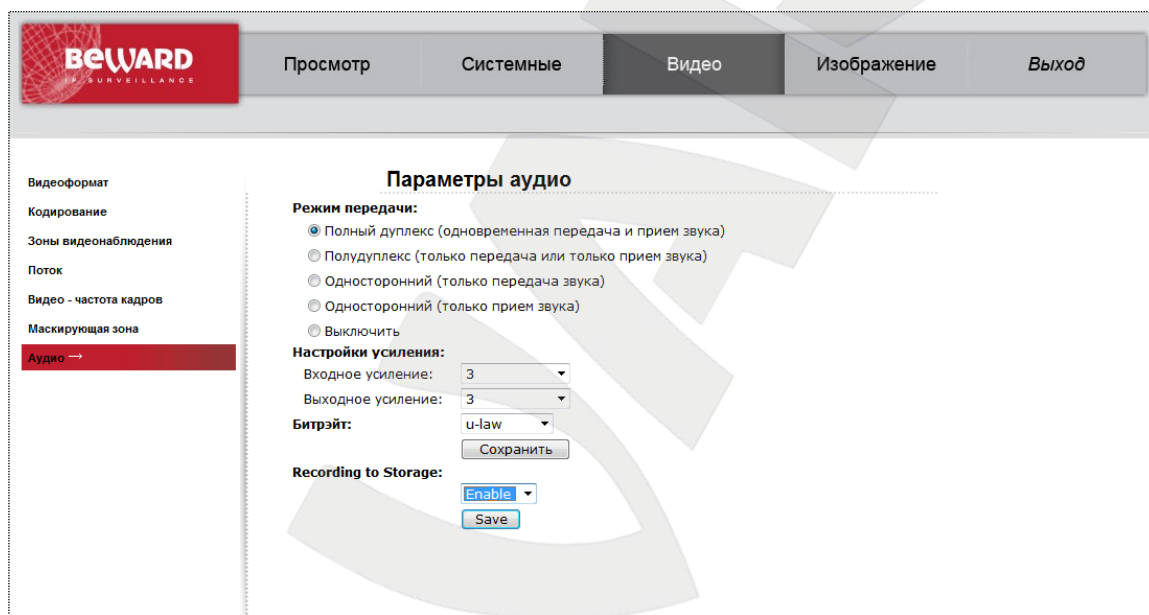 BEWARD
IP SURVEILLANCE
Просмотр
Системные
Видео
Изображение
Выход
Видеоформат
Кодирование
Зоны видеонаблюдения
Поток
Видео - частота кадров
Маскирующая зона
Аудио →
Параметры аудио
Режим передачи:
Полный дуплекс (одновременная передача и прием звука)
Полудуплекс (только передача или только прием звука)
Односторонний (только передача звука)
Односторонний (только прием звука)
Выключить
Настройки усиления:
Входное усиление: 3
Выходное усиление: 3
Битрэйт: u-law
Сохранить
Recording to Storage:
Enable
Save